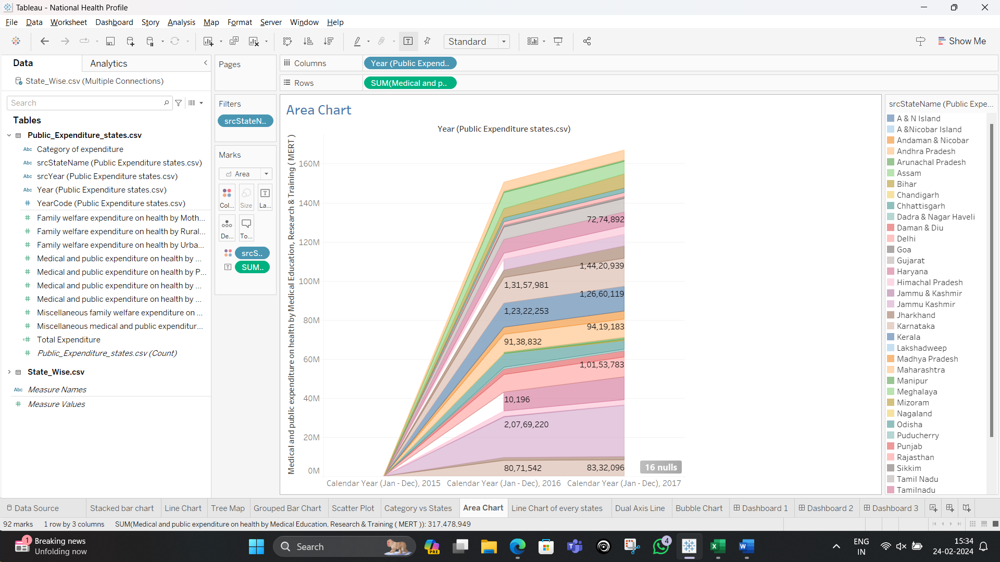 Tableau - National Health Profile
File Data Worksheet Dashboard Story Analysis Map Format Server Window Help
Standard
Show Me
Data
Analytics
State_Wise.csv (Multiple Connections)
Search
Tables
Public_Expenditure_states.csv
Abc Category of expenditure
Abc srcStateName (Public Expenditure states.csv)
Abc srcYear (Public Expenditure states.csv)
Abc Year (Public Expenditure states.csv)
# YearCode (Public Expenditure states.csv)
# Family welfare expenditure on health by Moth...
# Family welfare expenditure on health by Rural...
# Family welfare expenditure on health by Urba...
# Medical and public expenditure on health by ...
# Medical and public expenditure on health by P...
# Medical and public expenditure on health by ...
# Medical and public expenditure on health by ...
# Miscellaneous family welfare expenditure on ...
# Miscellaneous medical and public expenditur...
=# Total Expenditure
# Public_Expenditure_states.csv (Count)
State_Wise.csv
Abc Measure Names
# Measure Values
Pages
Filters
srcStateN..
Marks
Area
Col... Size La...
De... To...
srcS..
SUM..
Columns
Year (Public Expend..
Rows
SUM(Medical and p..
Area Chart
Year (Public Expenditure states.csv)
Medical and public expenditure on health by Medical Education, Research & Training ( MERT )
160M
140M
120M
100M
80M
60M
40M
20M
0M
72,74,892
1,44,20,939
1,31,57,981
1,26,60,119
1,23,22,253
94,19,183
91,38,832
1,01,53,783
10,196
2,07,69,220
80,71,542
83,32,096
16 nulls
Calendar Year (Jan - Dec), 2015
Calendar Year (Jan - Dec), 2016
Calendar Year (Jan - Dec), 2017
srcStateName (Public Expe...
A & N Island
A &Nicobar Island
Andaman & Nicobar
Andhra Pradesh
Arunachal Pradesh
Assam
Bihar
Chandigarh
Chhattisgarh
Dadra & Nagar Haveli
Daman & Diu
Delhi
Goa
Gujarat
Haryana
Himachal Pradesh
Jammu & Kashmir
Jammu Kashmir
Jharkhand
Karnataka
Kerala
Lakshadweep
Madhya Pradesh
Maharashtra
Manipur
Meghalaya
Mizoram
Nagaland
Odisha
Puducherry
Punjab
Rajasthan
Sikkim
Tamil Nadu
Tamilnadu
Data Source
Stacked bar chart
Line Chart
Tree Map
Grouped Bar Chart
Scatter Plot
Category vs States
Area Chart
Line Chart of every states
Dual Axis Line
Bubble Chart
Dashboard 1
Dashboard 2
Dashboard 3
92 marks 1 row by 3 columns SUM(Medical and public expenditure on health by Medical Education, Research & Training ( MERT )): 317,478,949
1
Breaking news
Unfolding now
Search
PRE
4
ENG
IN
15:34
24-02-2024